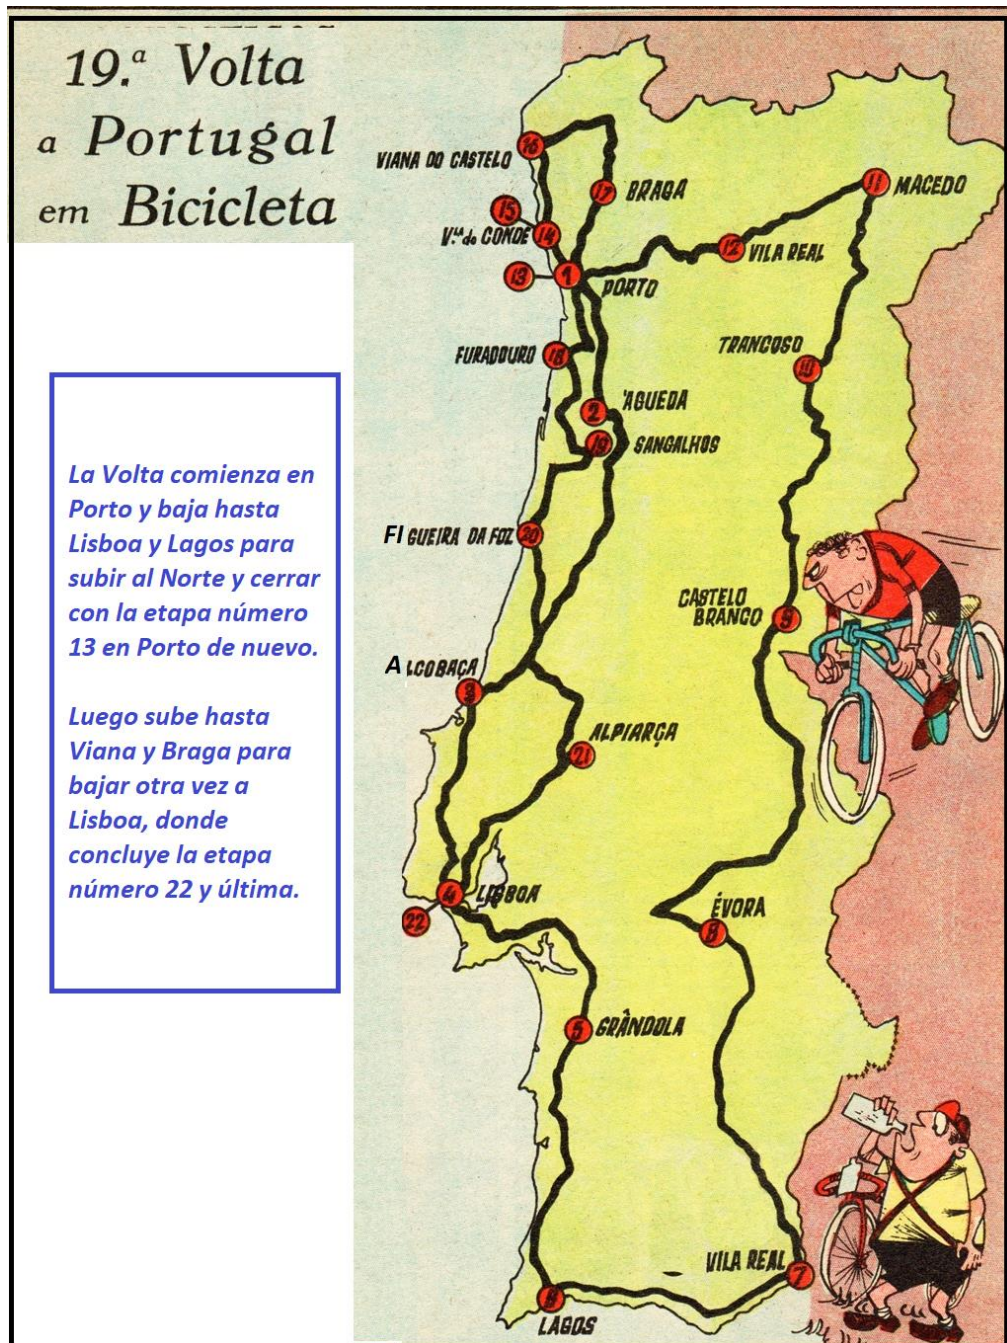 19.ª Volta
a Portugal
em Bicicleta
La Volta comienza en
Porto y baja hasta
Lisboa y Lagos para
subir al Norte y cerrar
con la etapa número
13 en Porto de nuevo.
Luego sube hasta
Viana y Braga para
bajar otra vez a
Lisboa, donde
concluye la etapa
número 22 y última.
16
VIANA DO CASTELO
17
BRAGA
11
MACEDO
15
14
V.ᴸᵃ do CONDE
12
VILA REAL
13
1
PORTO
FURADOURO
18
TRANCOSO
10
2
'AGUEDA
19
SANGALHOS
FIGUEIRA DA FOZ
20
CASTELO
BRANCO
9
ALCOBAÇA
3
ALPIARÇA
21
4
LISBOA
22
ÉVORA
8
5
GRÂNDOLA
VILA REAL
7
6
LAGOS